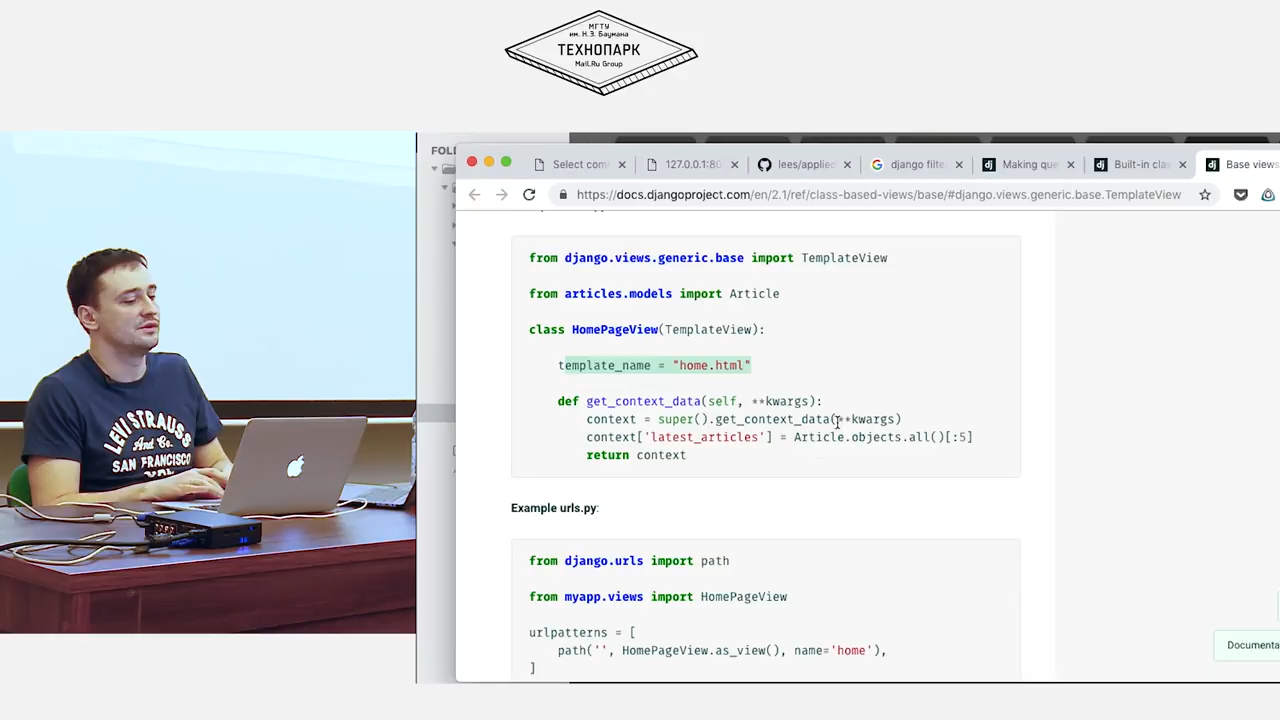 МГТУ
им. Н.Э. Баумана
ТЕХНОПАРК
Mail.Ru Group
LEVI STRAUSS
And. Co.
SAN FRANCISCO
FOL
Select com
127.0.0.1:80
lees/applied
django filte
Making que
Built-in clas
Base views
https://docs.djangoproject.com/en/2.1/ref/class-based-views/base/#django.views.generic.base.TemplateView
from django.views.generic.base import TemplateView
from articles.models import Article
class HomePageView(TemplateView):
template_name = "home.html"
def get_context_data(self, **kwargs):
context = super().get_context_data(**kwargs)
context['latest_articles'] = Article.objects.all()[:5]
return context
Example urls.py:
from django.urls import path
from myapp.views import HomePageView
urlpatterns = [
path('', HomePageView.as_view(), name='home'),
]
Documenta